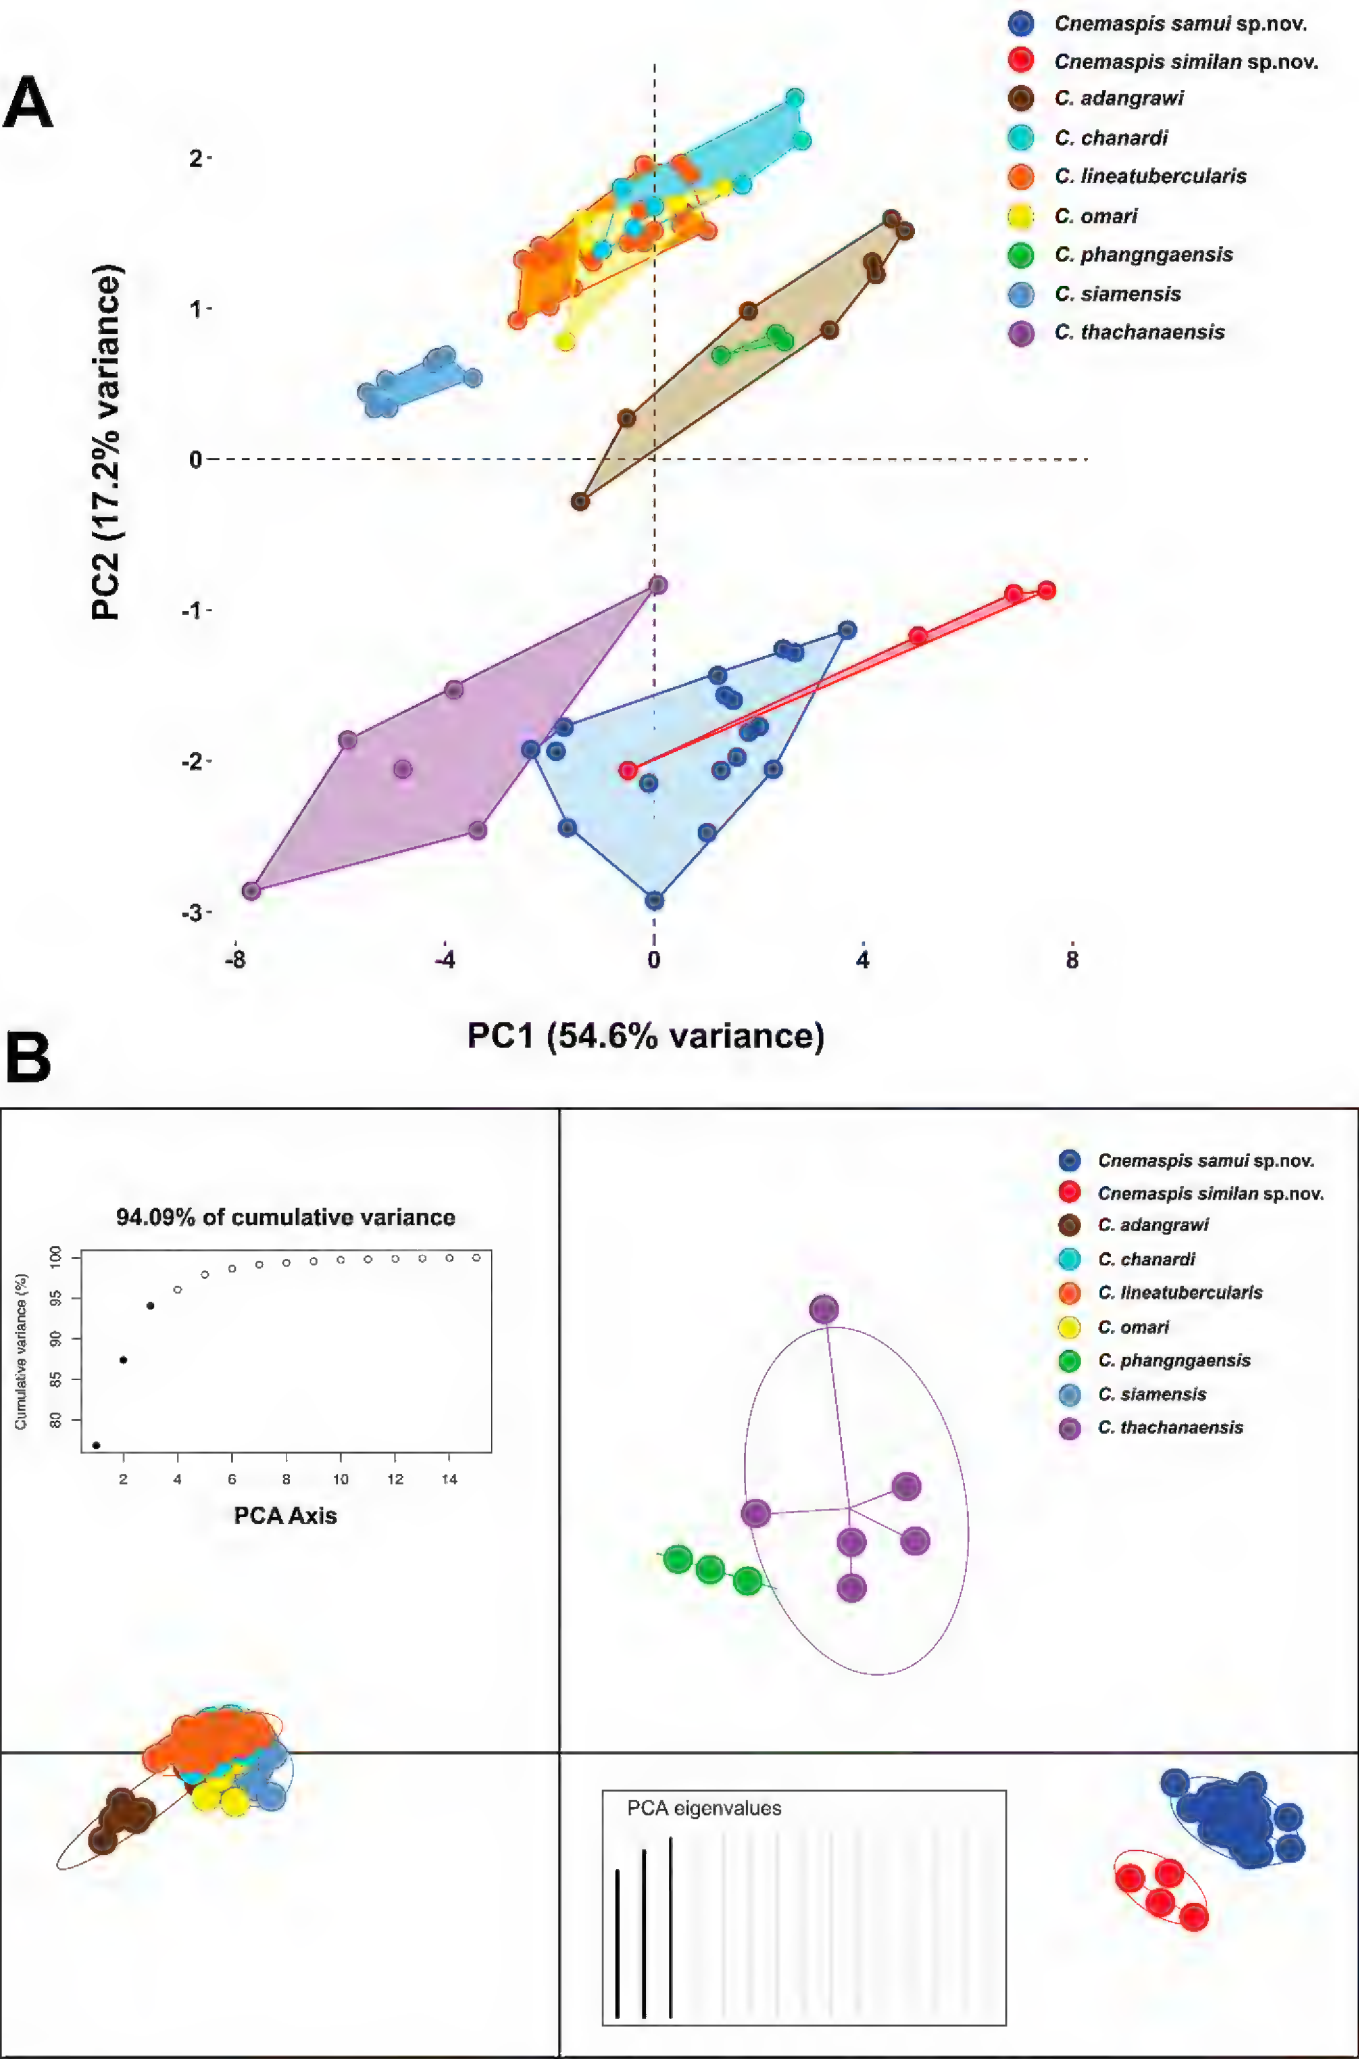 A
Cnemaspis samui sp.nov.
Cnemaspis similan sp.nov.
C. adangrawi
C. chanardi
C. lineatubercularis
C. omari
C. phangngaensis
C. siamensis
C. thachanaensis
PC2 (17.2% variance)
2
1
0
-1
-2
-3
-8 -4 0 4 8
PC1 (54.6% variance)
B
94.09% of cumulative variance
Cumulative variance (%)
100
95
90
85
80
2 4 6 8 10 12 14
PCA Axis
Cnemaspis samui sp.nov.
Cnemaspis similan sp.nov.
C. adangrawi
C. chanardi
C. lineatubercularis
C. omari
C. phangngaensis
C. siamensis
C. thachanaensis
PCA eigenvalues